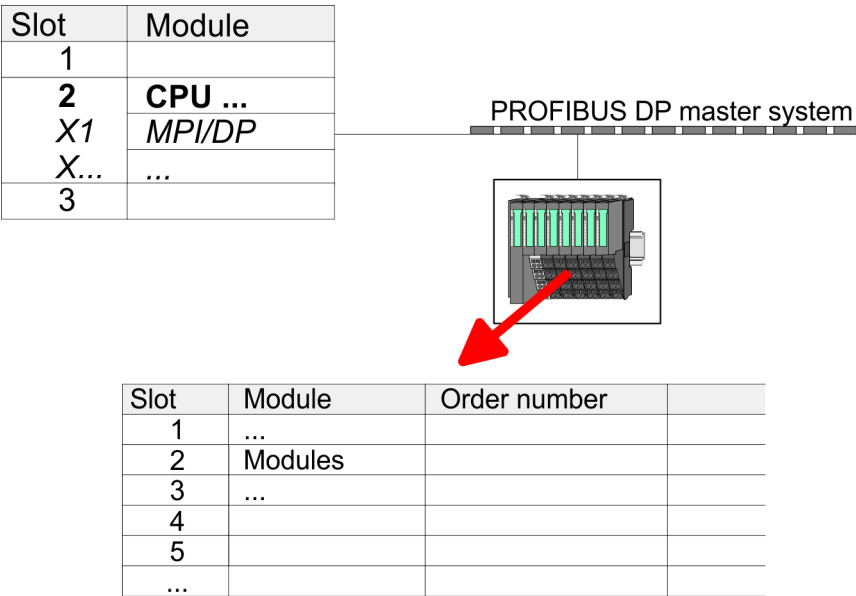 Slot Module
1
2 CPU ...
X1 MPI/DP
X... ...
3
PROFIBUS DP master system
Slot Module Order number
1 ...
2 Modules
3 ...
4
5
...